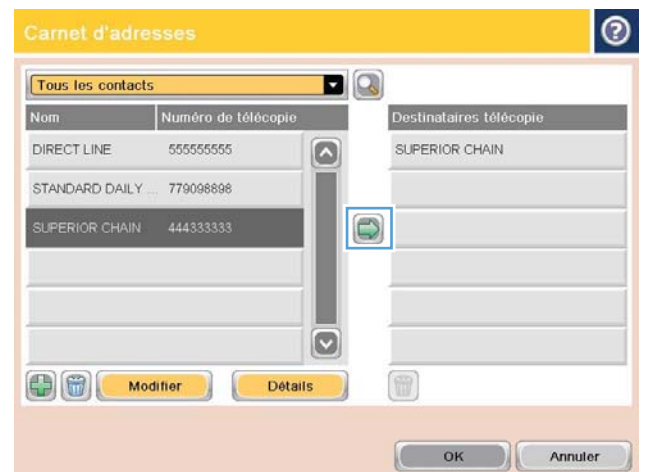 Carnet d'adresses
Tous les contacts
Nom Numéro de télécopie
Destinataires télécopie
DIRECT LINE 555555555
SUPERIOR CHAIN
STANDARD DAILY ... 779098898
SUPERIOR CHAIN 444333333
Modifier
Détails
OK
Annuler